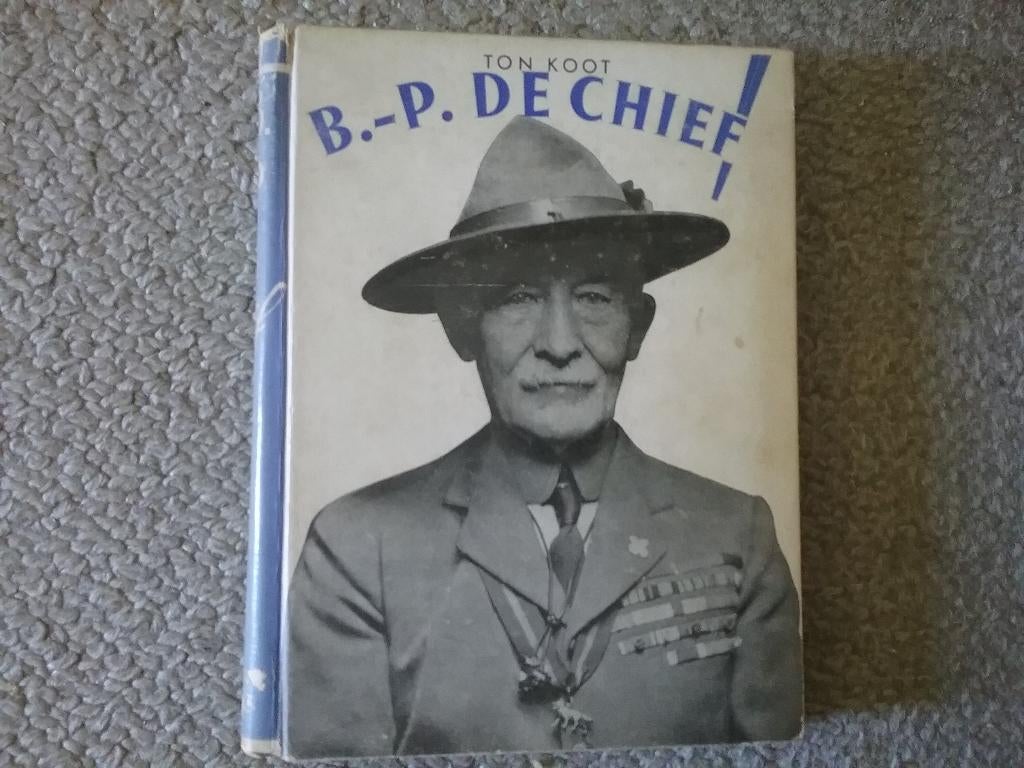 TON KOOT
B.-P. DE CHIEF!